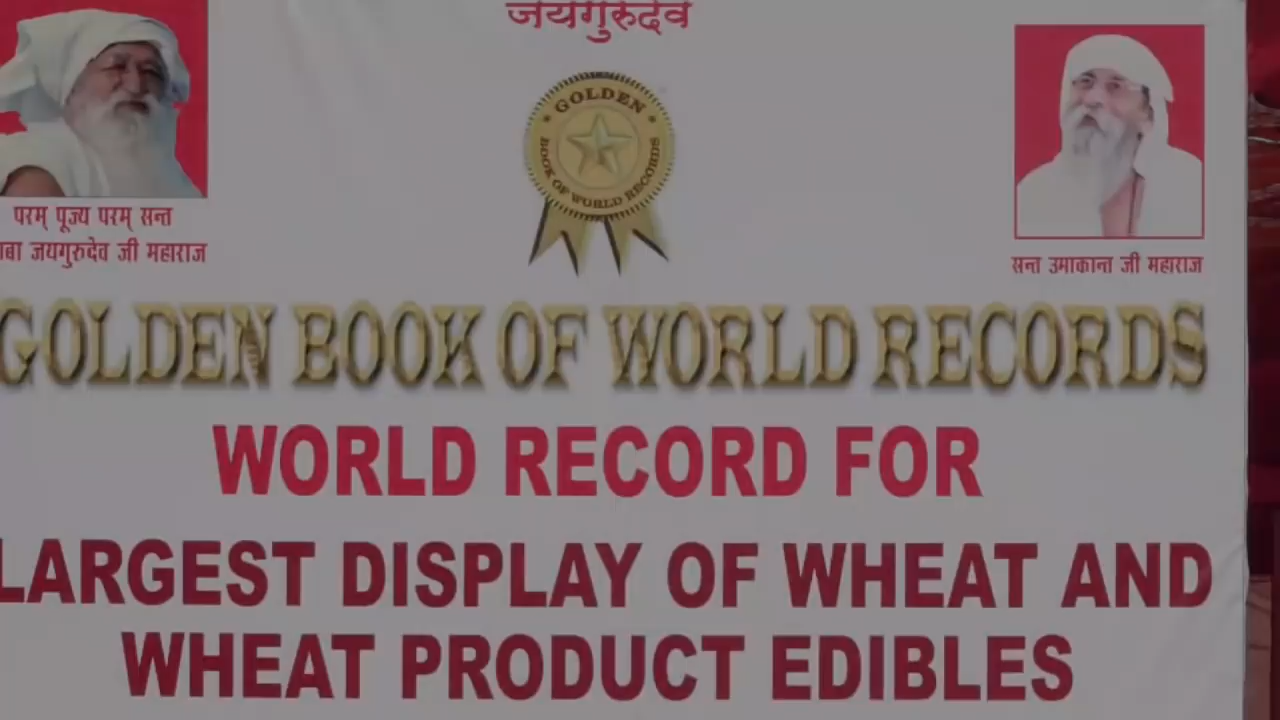 जयगुरुदेव
GOLDEN
BOOK OF WORLD RECORDS
परम् पूज्य परम् सन्त
बाबा जयगुरुदेव जी महाराज
सन्त उमाकान्त जी महाराज
GOLDEN BOOK OF WORLD RECORDS
WORLD RECORD FOR
LARGEST DISPLAY OF WHEAT AND
WHEAT PRODUCT EDIBLES